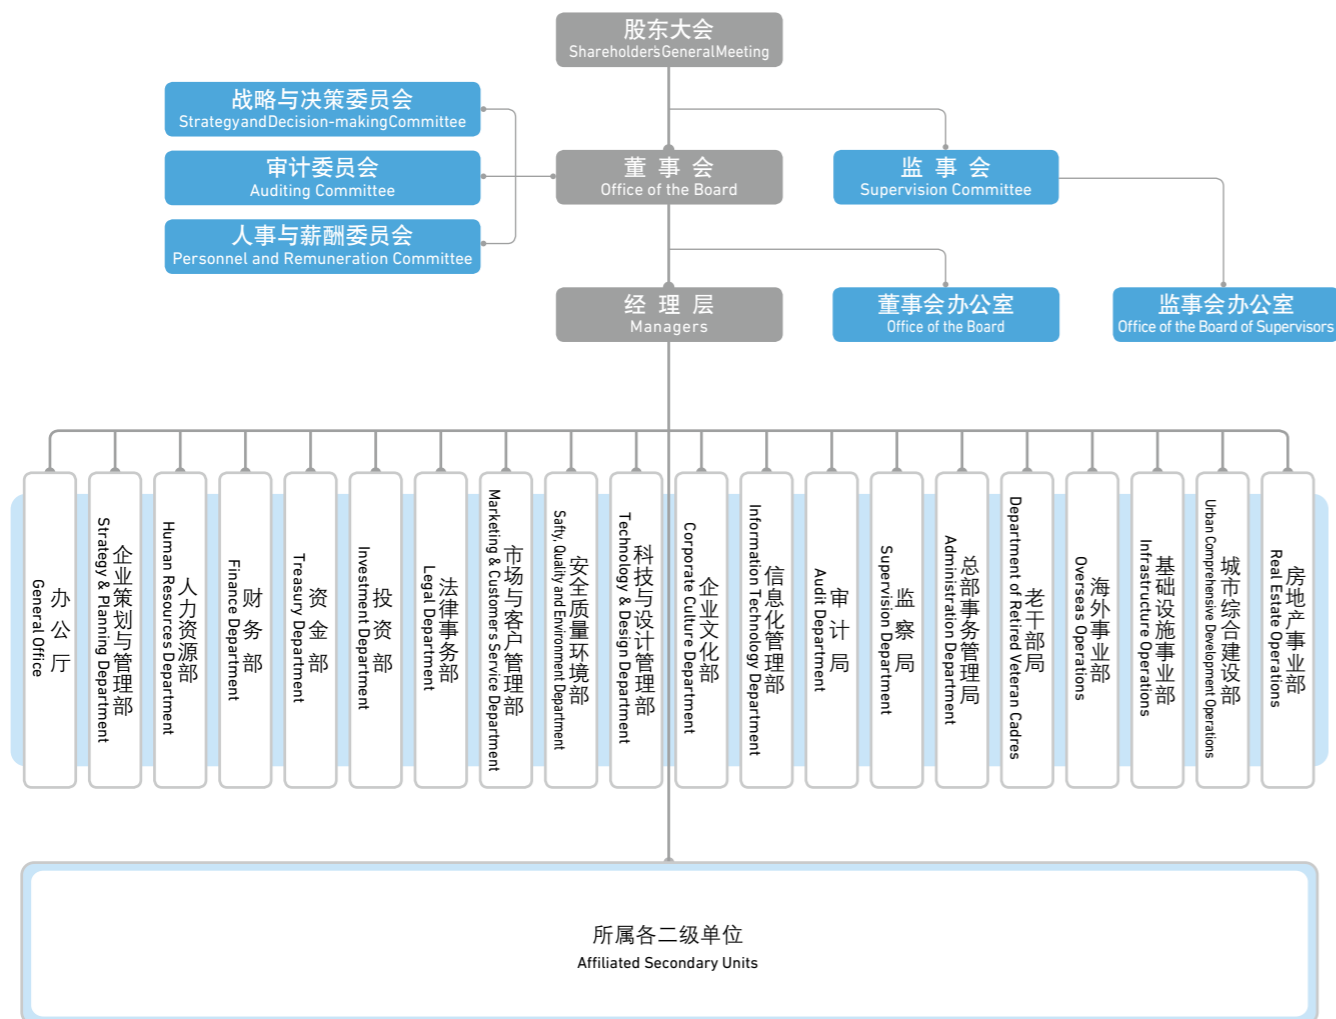 股东大会
Shareholder'sGeneralMeeting
战略与决策委员会
StrategyandDecision-makingCommittee
审计委员会
Auditing Committee
人事与薪酬委员会
Personnel and Remuneration Committee
董事会
Office of the Board
监事会
Supervision Committee
经理层
Managers
董事会办公室
Office of the Board
监事会办公室
Office of the Board of Supervisors
办公厅
General Office
企业策划与管理部
Strategy & Planning Department
人力资源部
Human Resources Department
财务部
Finance Department
资金部
Treasury Department
投资部
Investment Department
法律事务部
Legal Department
市场与客户管理部
Marketing & Customers Service Department
安全质量环境部
Safty, Quality and Environment Department
科技与设计管理部
Technology & Design Department
企业文化部
Corporate Culture Department
信息化管理部
Information Technology Department
审计局
Audit Department
监察局
Supervision Department
总部事务管理局
Administration Department
老干部局
Department of Retired Veteran Cadres
海外事业部
Overseas Operations
基础设施事业部
Infrastructure Operations
城市综合建设部
Urban Comprehensive Development Operations
房地产事业部
Real Estate Operations
所属各二级单位
Affiliated Secondary Units